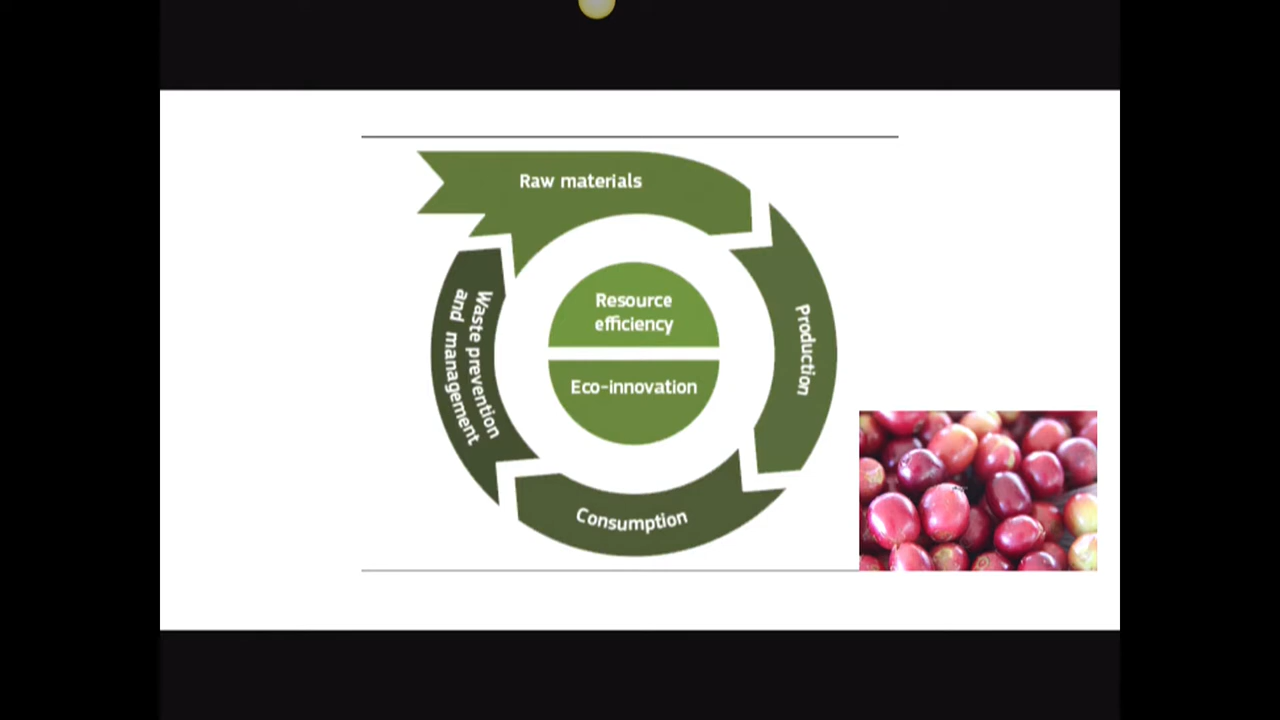 Raw materials
Production
Consumption
Waste prevention
and management
Resource
efficiency
Eco-innovation